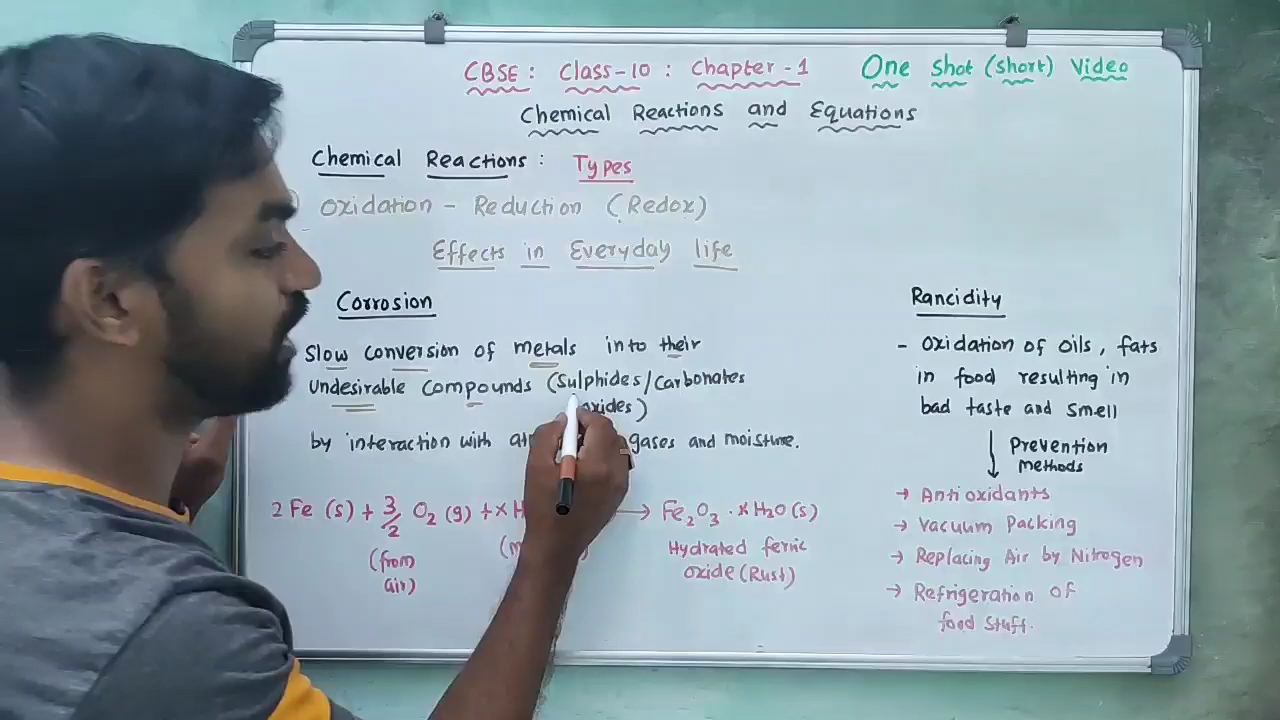 CBSE: Class-10: Chapter-1 One Shot (short) Video
Chemical Reactions and Equations
Chemical Reactions: Types
Oxidation - Reduction (Redox)
Effects in Everyday life
Corrosion
Slow conversion of metals into their
undesirable compounds (Sulphides/Carbonates
oxides)
by interaction with gases and moisture.
2 Fe (s) + 3/2 O₂ (g) + x → Fe₂O₃ . x H₂O (s)
(from
air)
Hydrated ferric
oxide (Rust)
Rancidity
- Oxidation of oils, fats
in food resulting in
bad taste and smell
↓ Prevention
methods
→ Antioxidants
→ Vacuum Packing
→ Replacing Air by Nitrogen
→ Refrigeration of
food stuff.